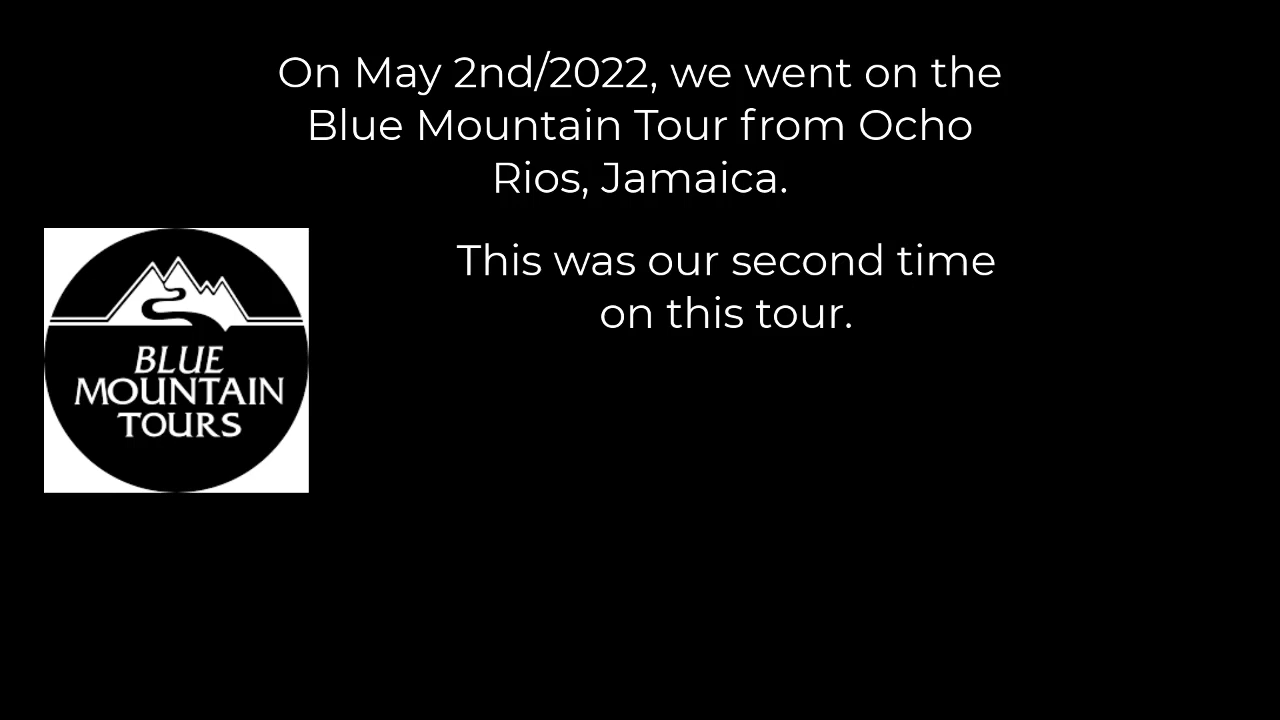 On May 2nd/2022, we went on the
Blue Mountain Tour from Ocho
Rios, Jamaica.
This was our second time
on this tour.
BLUE
MOUNTAIN
TOURS